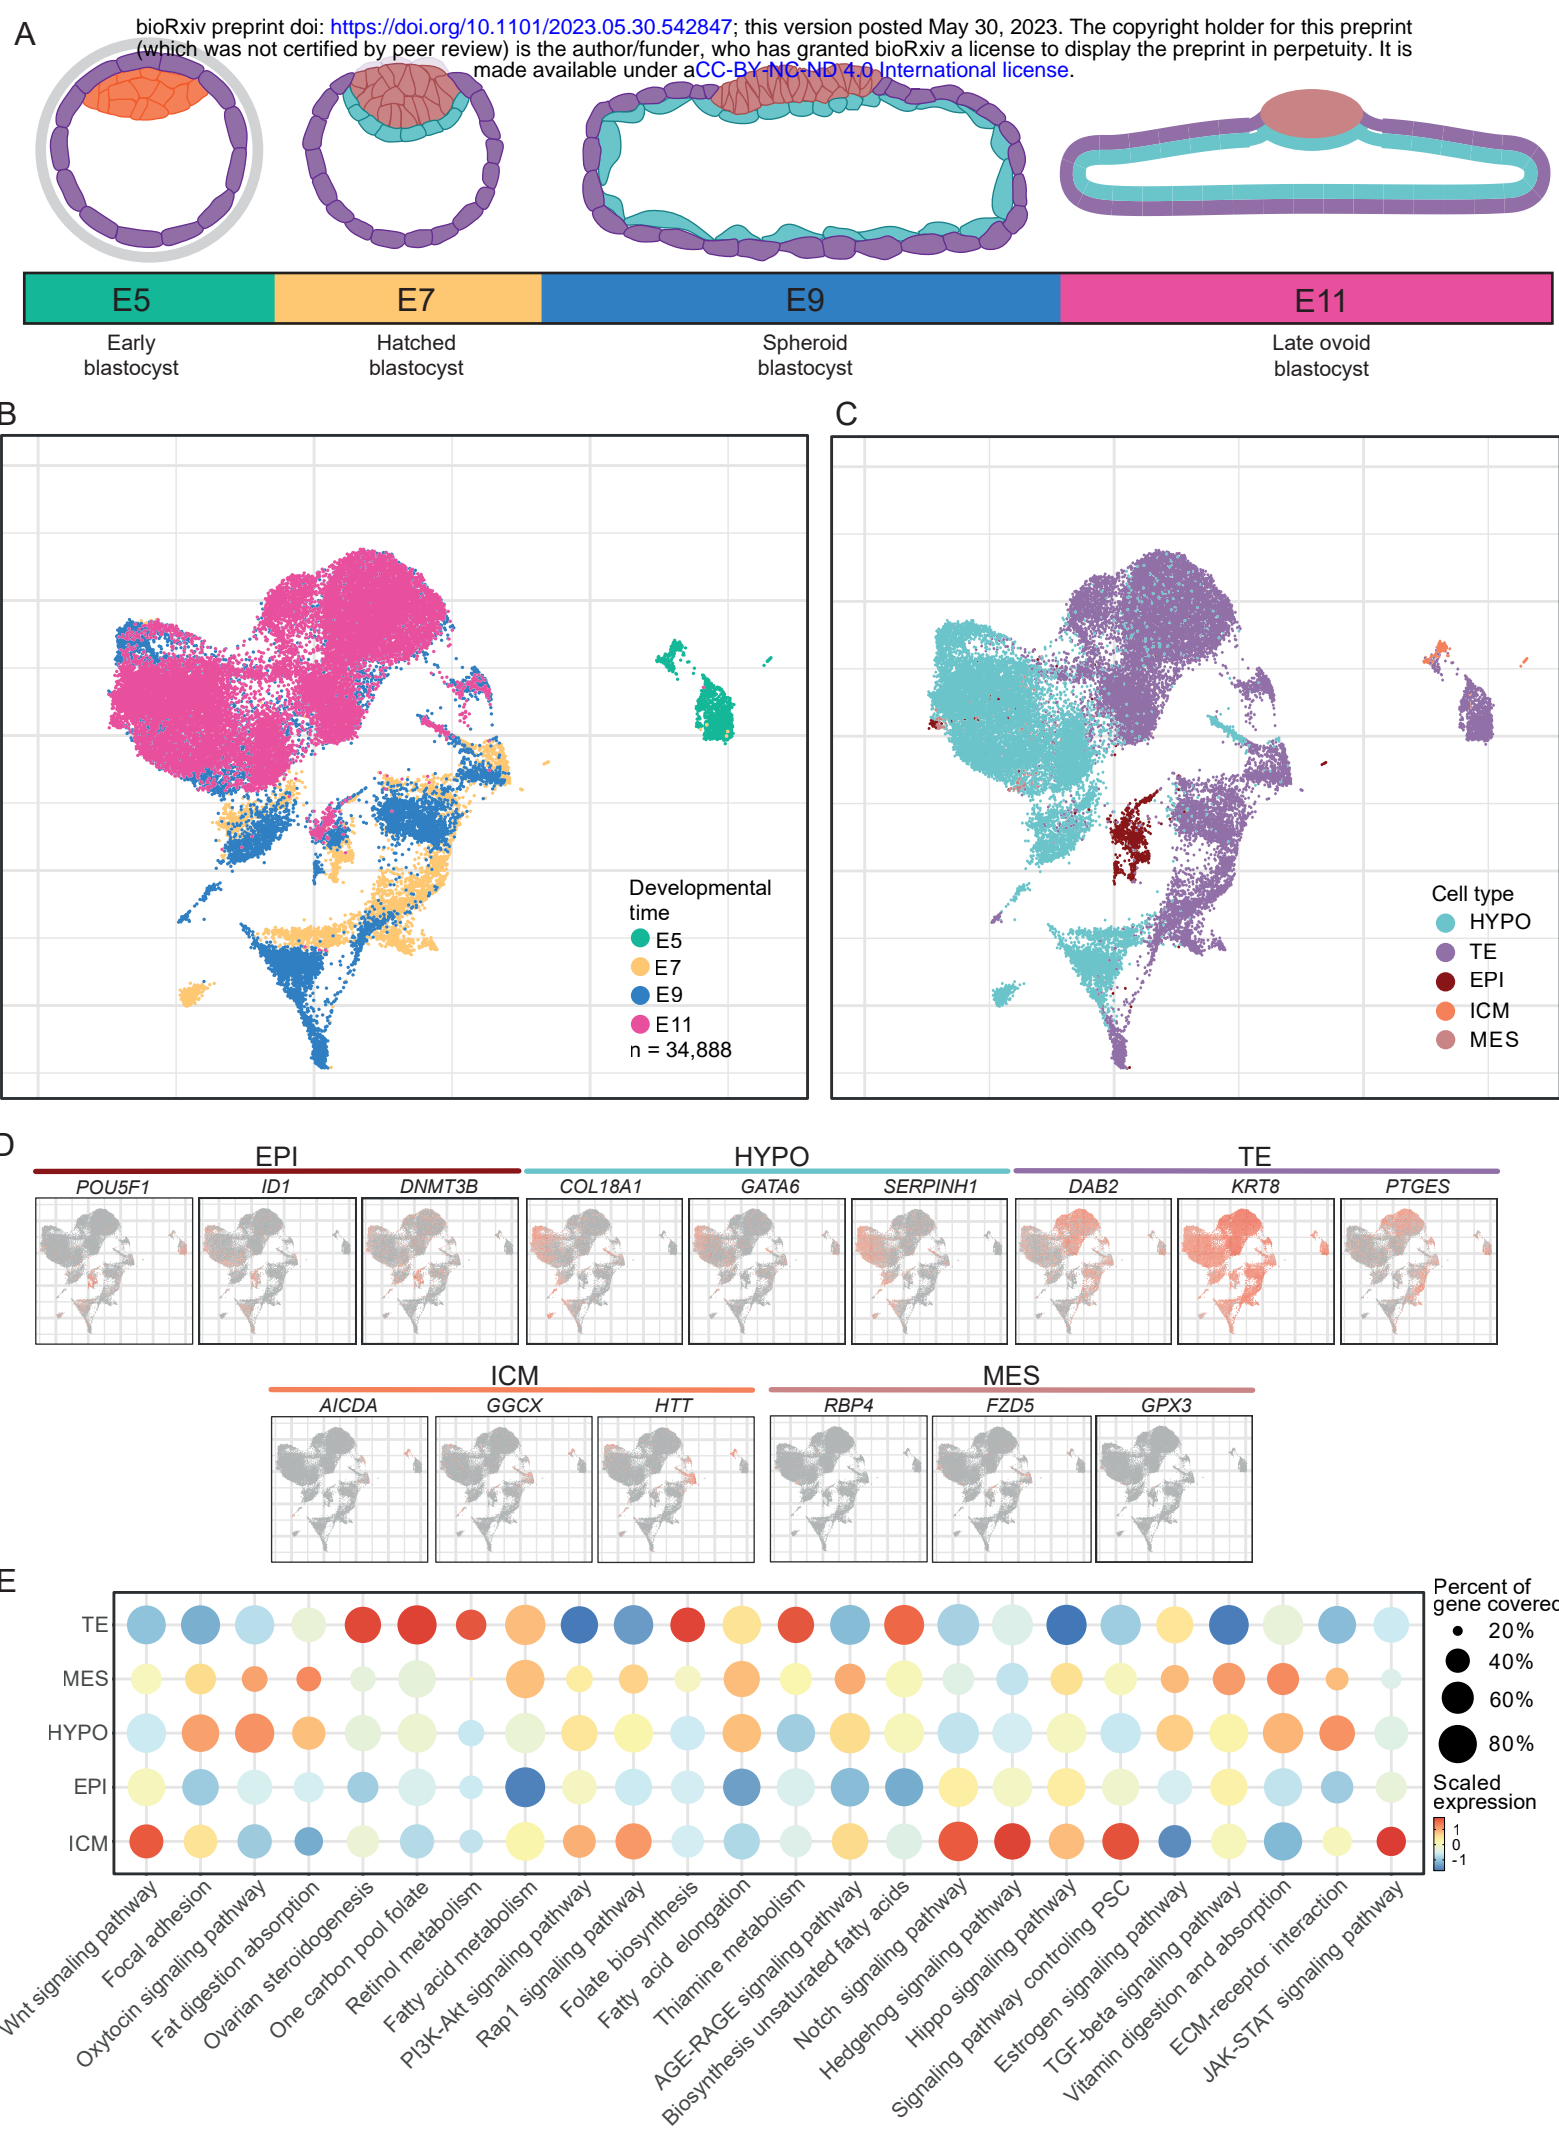 A
bioRxiv preprint doi: https://doi.org/10.1101/2023.05.30.542847; this version posted May 30, 2023. The copyright holder for this preprint
(which was not certified by peer review) is the author/funder, who has granted bioRxiv a license to display the preprint in perpetuity. It is
made available under aCC-BY-NC-ND 4.0 International license.
E5 E7 E9 E11
Early
blastocyst
Hatched
blastocyst
Spheroid
blastocyst
Late ovoid
blastocyst
B
Developmental
time
E5
E7
E9
E11
n = 34,888
C
Cell type
HYPO
TE
EPI
ICM
MES
D
EPI HYPO TE
POU5F1 ID1 DNMT3B COL18A1 GATA6 SERPINH1 DAB2 KRT8 PTGES
ICM MES
AICDA GGCX HTT RBP4 FZD5 GPX3
E
TE
MES
HYPO
EPI
ICM
Percent of
gene covered
20%
40%
60%
80%
Scaled
expression
1
0
-1
Wnt signaling pathway
Focal adhesion
Oxytocin signaling pathway
Fat digestion absorption
Ovarian steroidogenesis
One carbon pool folate
Retinol metabolism
Fatty acid metabolism
PI3K-Akt signaling pathway
Rap1 signaling pathway
Folate biosynthesis
Fatty acid elongation
Thiamine metabolism
AGE-RAGE signaling pathway
Biosynthesis unsaturated fatty acids
Notch signaling pathway
Hedgehog signaling pathway
Hippo signaling pathway
Signaling pathway controling PSC
Estrogen signaling pathway
TGF-beta signaling pathway
Vitamin digestion and absorption
ECM-receptor interaction
JAK-STAT signaling pathway